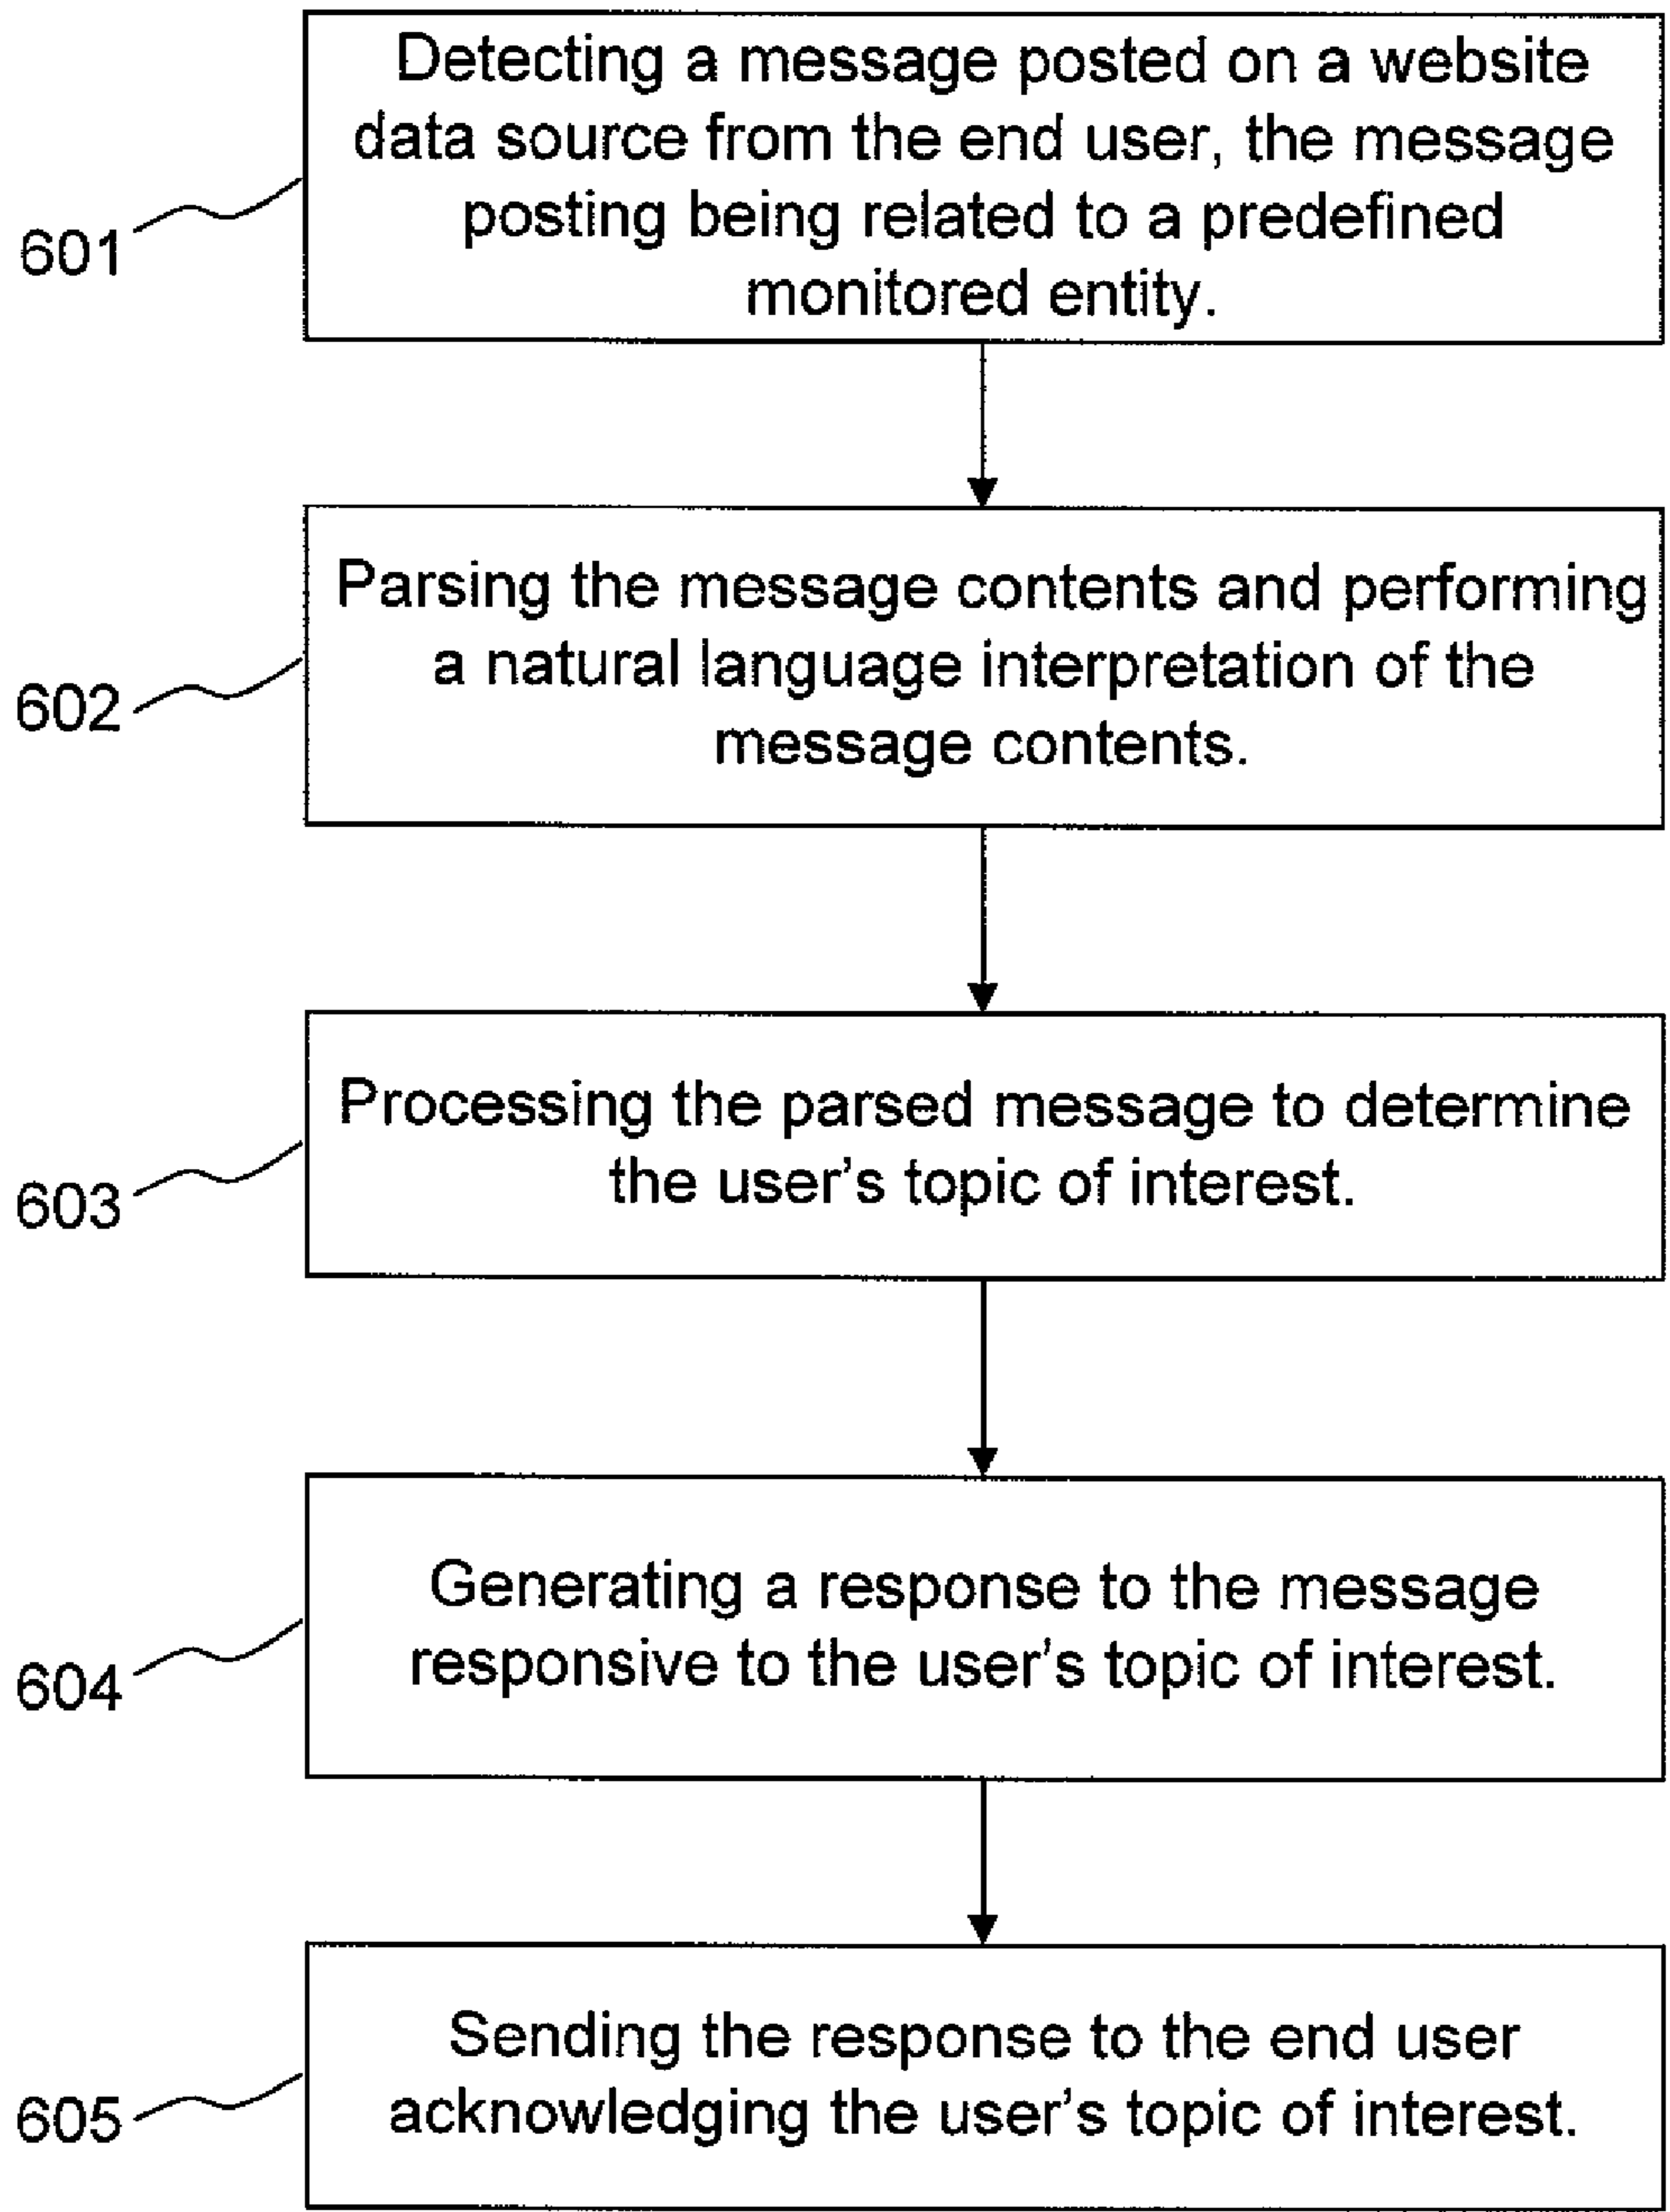 Detecting a message posted on a website
data source from the end user, the message
posting being related to a predefined
monitored entity.
601
Parsing the message contents and performing
a natural language interpretation of the
message contents.
602
Processing the parsed message to determine
the user's topic of interest.
603
Generating a response to the message
responsive to the user's topic of interest.
604
Sending the response to the end user
acknowledging the user's topic of interest.
605